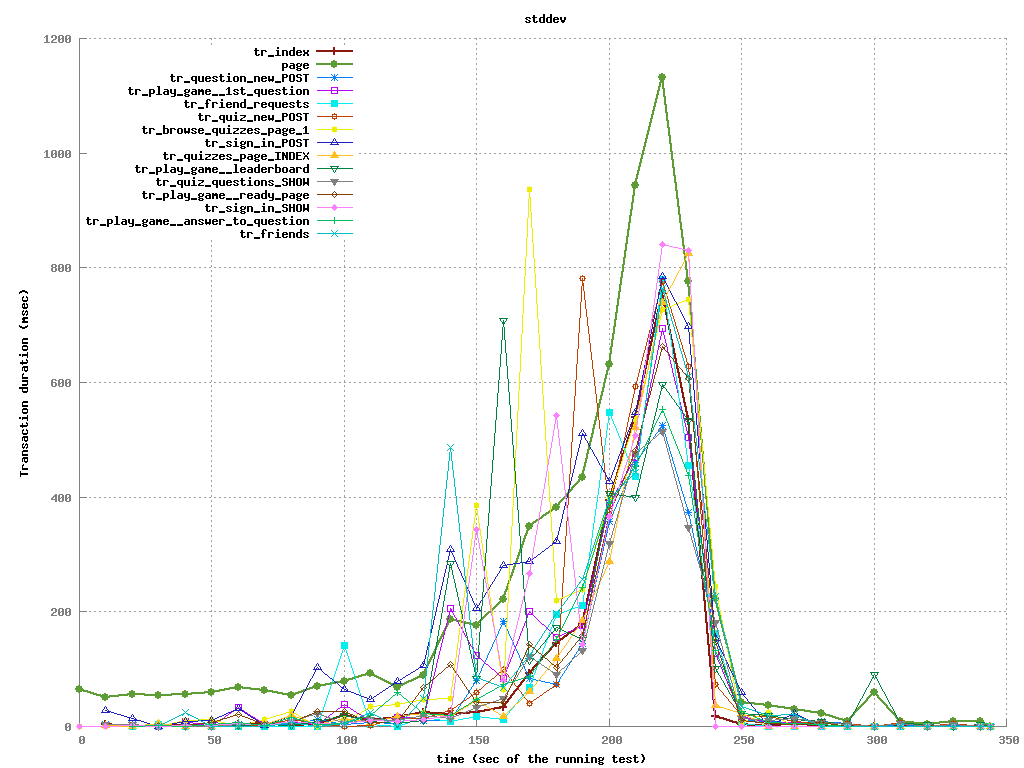 stddev
1200
1000
800
600
400
200
0
Transaction duration (msec)
tr_index
page
tr_question_new_POST
tr_play_game__1st_question
tr_friend_requests
tr_quiz_new_POST
tr_browse_quizzes_page_1
tr_sign_in_POST
tr_quizzes_page_INDEX
tr_play_game__leaderboard
tr_quiz_questions_SHOW
tr_play_game__ready_page
tr_sign_in_SHOW
tr_play_game__answer_to_question
tr_friends
0 50 100 150 200 250 300 350
time (sec of the running test)